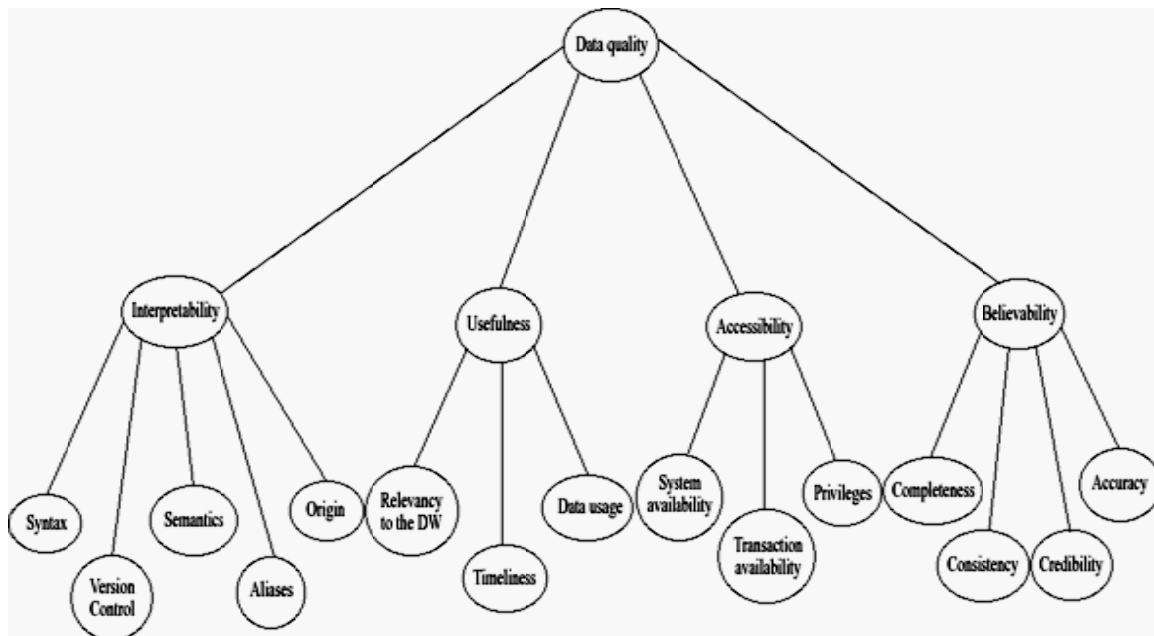 Data quality
Interpretability
Usefulness
Accessibility
Believability
Syntax
Version
Control
Semantics
Aliases
Origin
Relevancy
to the DW
Timeliness
Data usage
System
availability
Transaction
availability
Privileges
Completeness
Consistency
Credibility
Accuracy